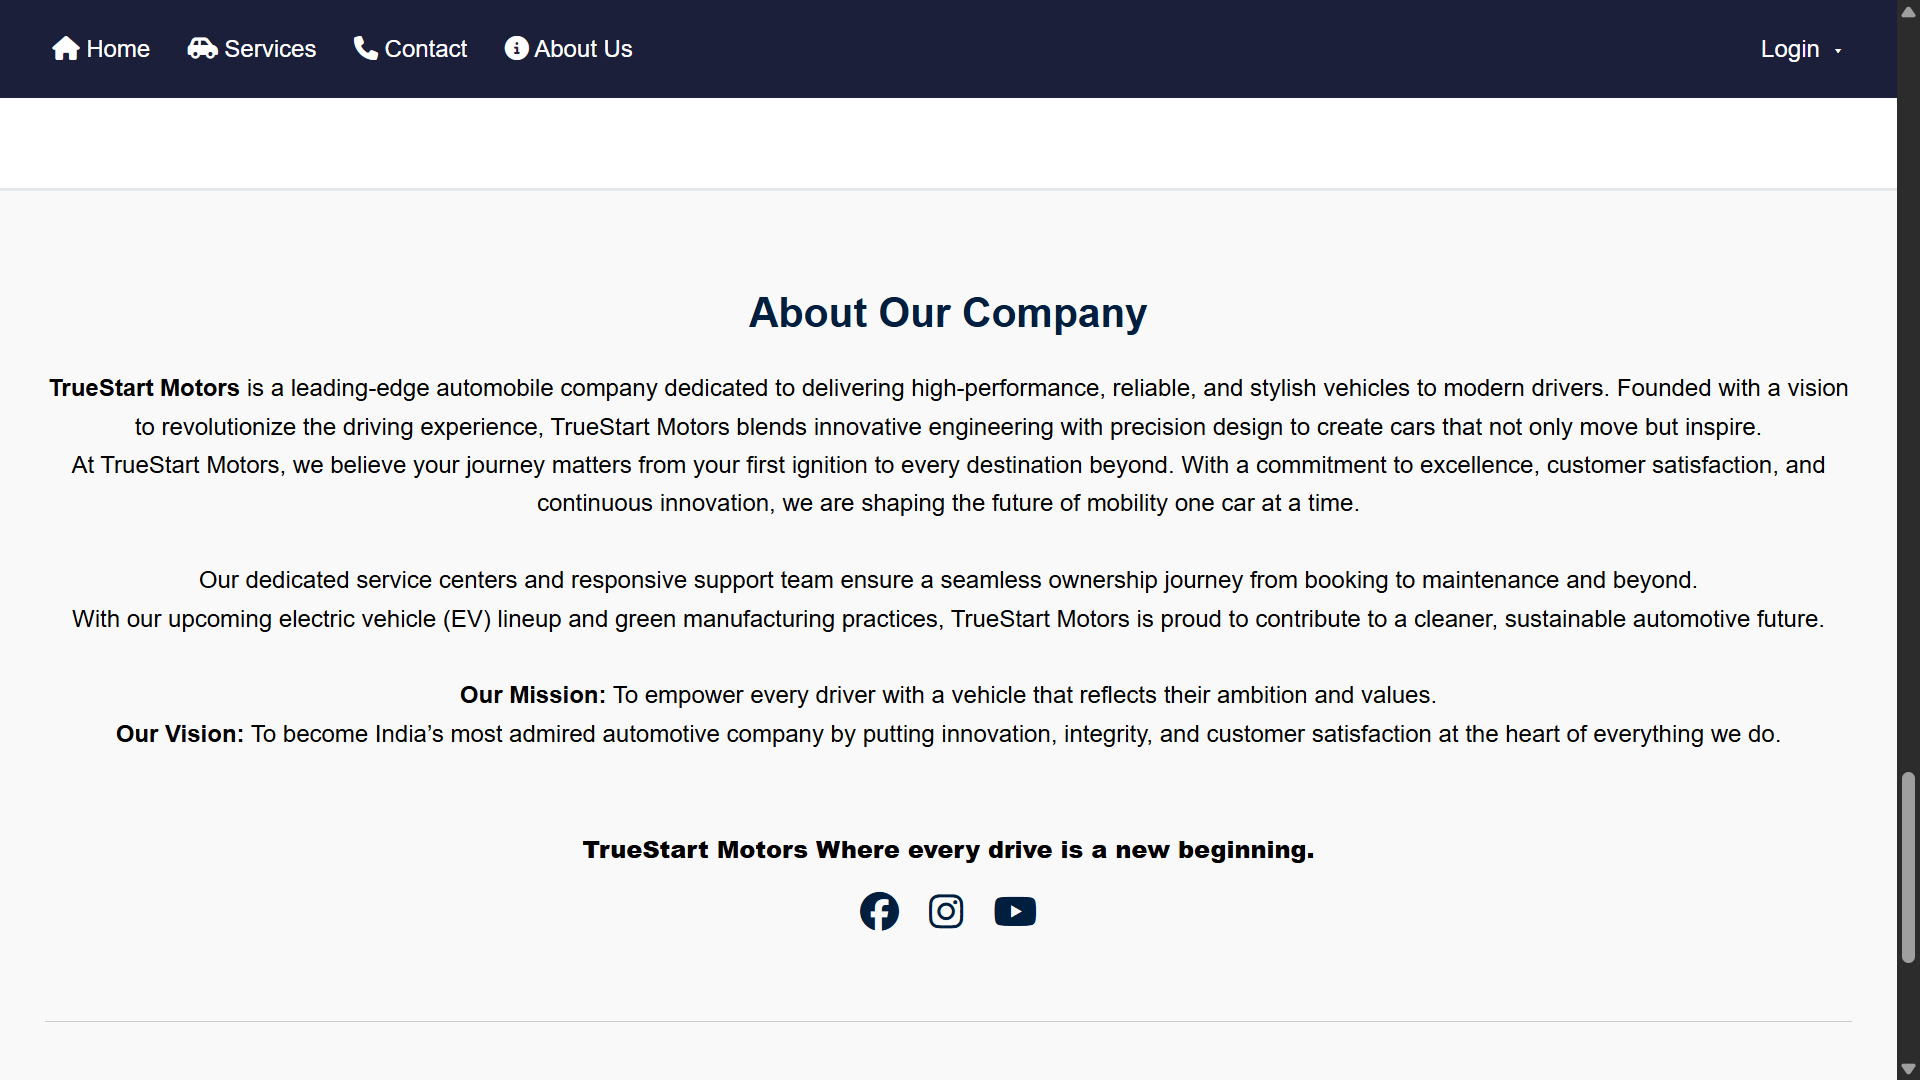 Home Services Contact About Us Login
About Our Company
TrueStart Motors is a leading-edge automobile company dedicated to delivering high-performance, reliable, and stylish vehicles to modern drivers. Founded with a vision
to revolutionize the driving experience, TrueStart Motors blends innovative engineering with precision design to create cars that not only move but inspire.
At TrueStart Motors, we believe your journey matters from your first ignition to every destination beyond. With a commitment to excellence, customer satisfaction, and
continuous innovation, we are shaping the future of mobility one car at a time.
Our dedicated service centers and responsive support team ensure a seamless ownership journey from booking to maintenance and beyond.
With our upcoming electric vehicle (EV) lineup and green manufacturing practices, TrueStart Motors is proud to contribute to a cleaner, sustainable automotive future.
Our Mission: To empower every driver with a vehicle that reflects their ambition and values.
Our Vision: To become India’s most admired automotive company by putting innovation, integrity, and customer satisfaction at the heart of everything we do.
TrueStart Motors Where every drive is a new beginning.